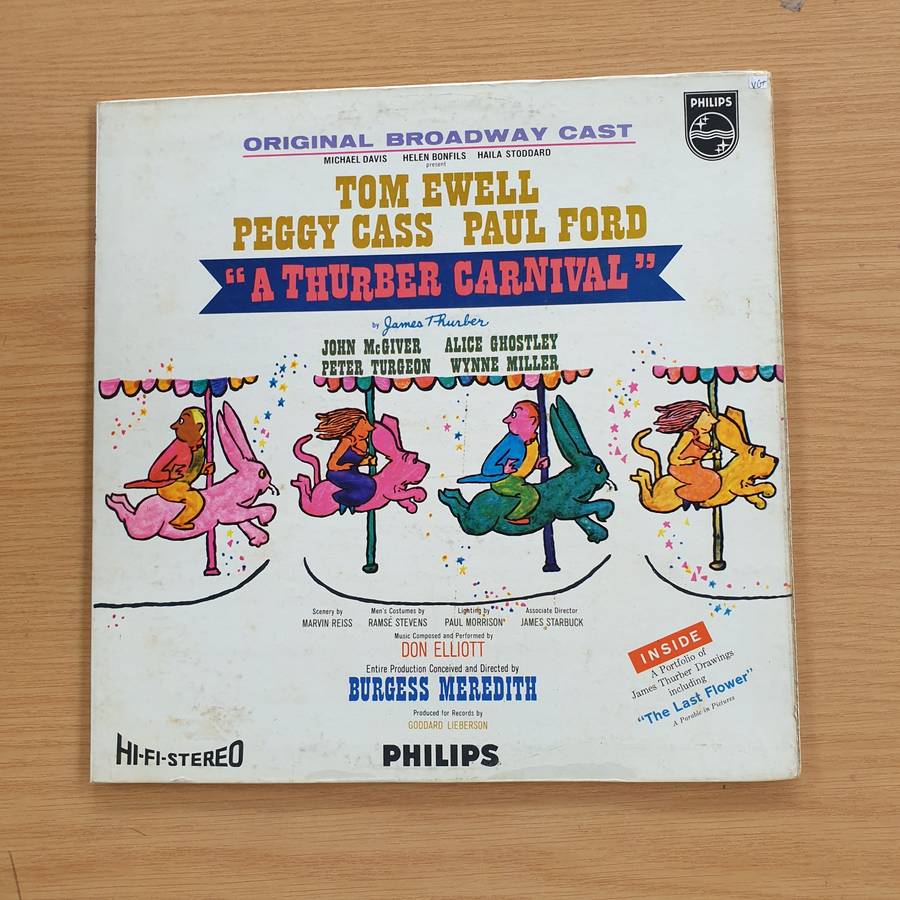 VG+
PHILIPS
ORIGINAL BROADWAY CAST
MICHAEL DAVIS HELEN BONFILS HAILA STODDARD
present
TOM EWELL
PEGGY CASS PAUL FORD
"A THURBER CARNIVAL"
by James Thurber
JOHN McGIVER ALICE GHOSTLEY
PETER TURGEON WYNNE MILLER
Scenery by Men's Costumes by Lighting by Associate Director
MARVIN REISS RAMSÉ STEVENS PAUL MORRISON JAMES STARBUCK
Music Composed and Performed by
DON ELLIOTT
Entire Production Conceived and Directed by
BURGESS MEREDITH
Produced for Records by
GODDARD LIEBERSON
INSIDE
A Portfolio of
James Thurber Drawings
including
"The Last Flower"
A Parable in Pictures
HI-FI-STEREO
PHILIPS